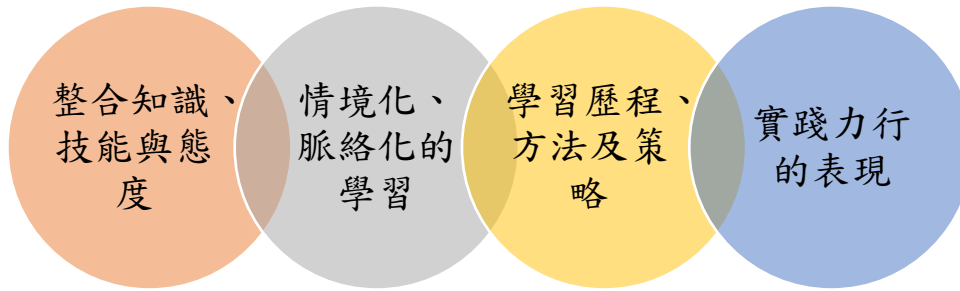 整合知識、
技能與態
度
情境化、
脈絡化的
學習
學習歷程、
方法及策
略
實踐力行
的表現